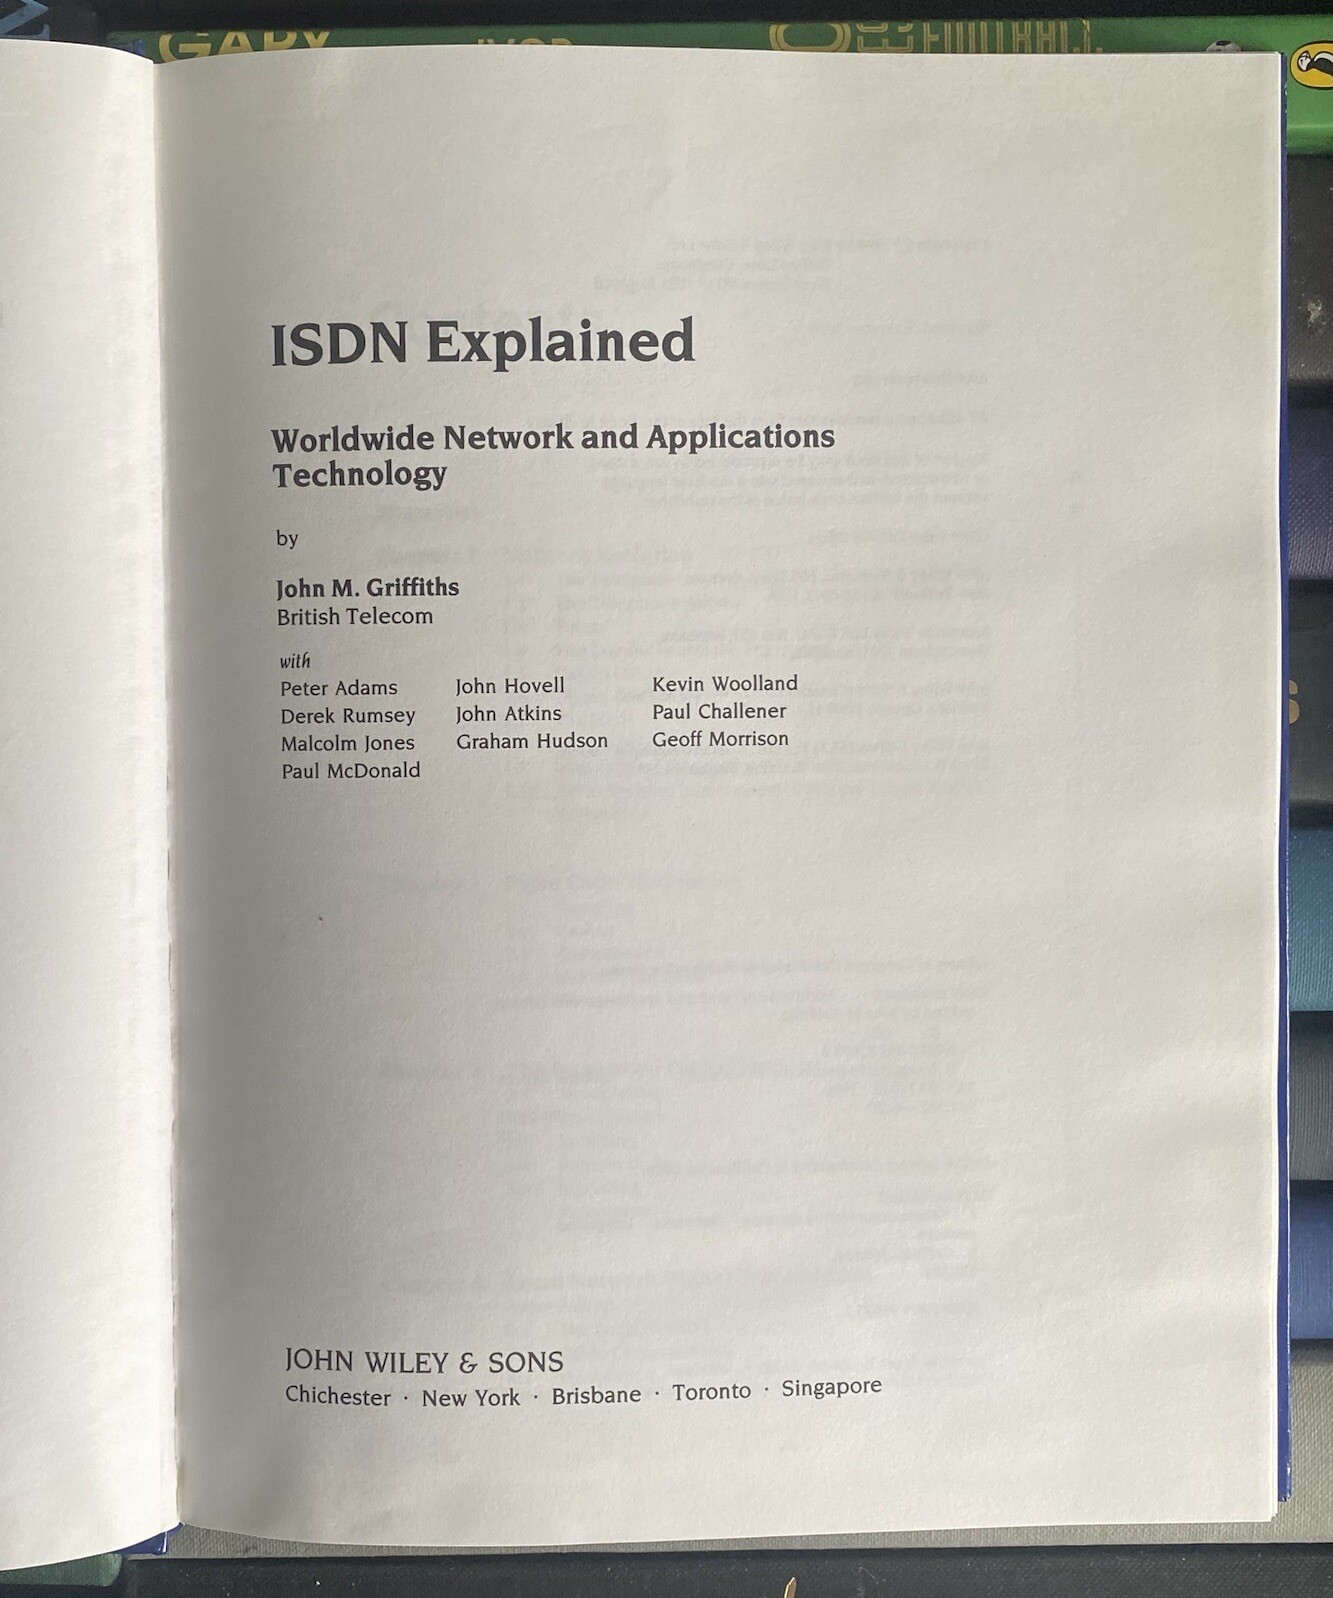 ISDN Explained
Worldwide Network and Applications
Technology
by
John M. Griffiths
British Telecom
with
Peter Adams John Hovell Kevin Woolland
Derek Rumsey John Atkins Paul Challener
Malcolm Jones Graham Hudson Geoff Morrison
Paul McDonald
JOHN WILEY & SONS
Chichester · New York · Brisbane · Toronto · Singapore